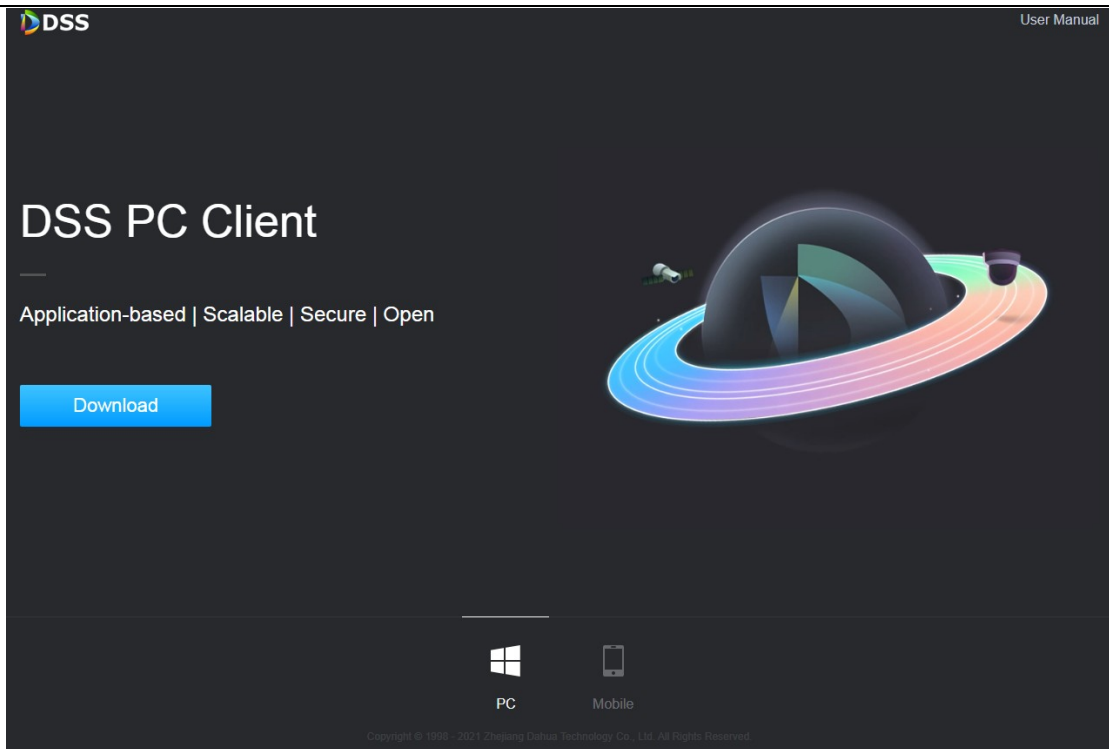 DSS
User Manual
DSS PC Client
Application-based | Scalable | Secure | Open
Download
PC
Mobile
Copyright © 1998 - 2021 Zhejiang Dahua Technology Co., Ltd. All Rights Reserved.